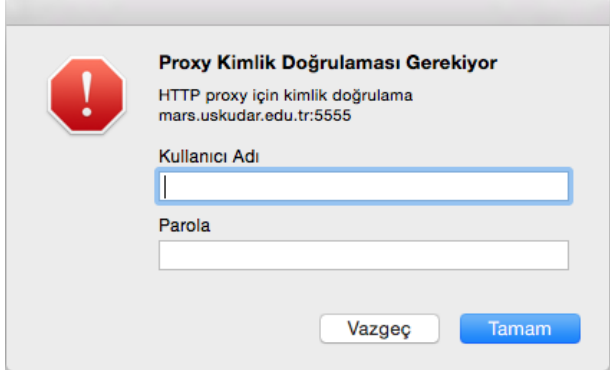 Proxy Kimlik Doğrulaması Gerekiyor
HTTP proxy için kimlik doğrulama
mars.uskudar.edu.tr:5555
Kullanıcı Adı
Parola
Vazgeç
Tamam